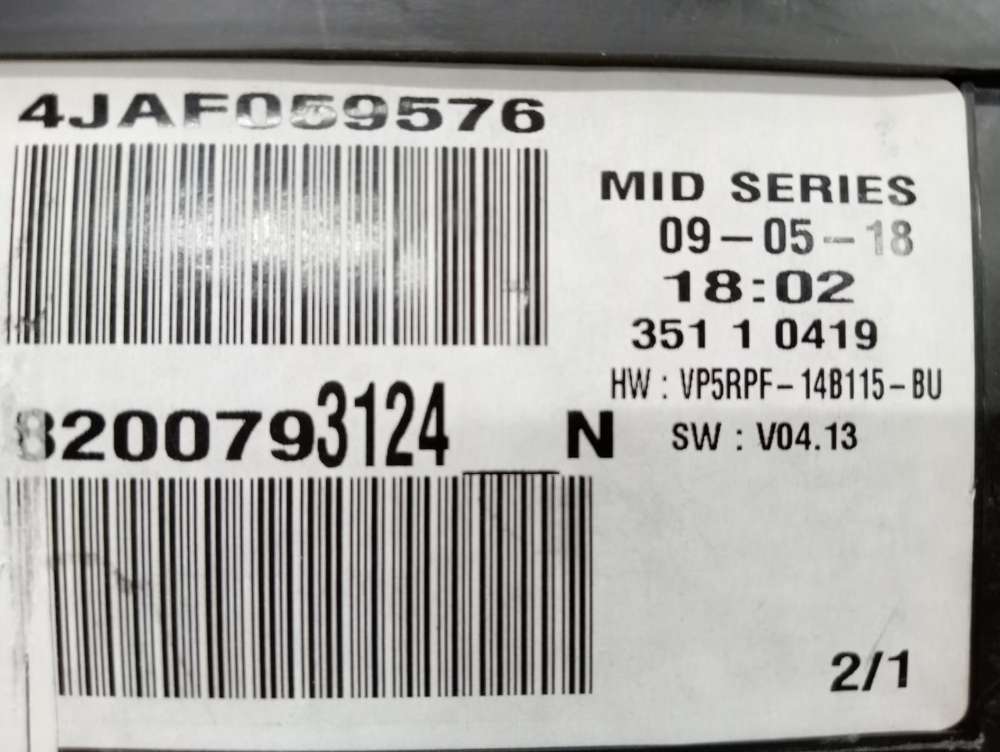 4JAF059576
MID SERIES
09-05-18
18:02
351 1 0419
HW : VP5RPF-14B115-BU
8200793124___N
SW : V04.13
2/1